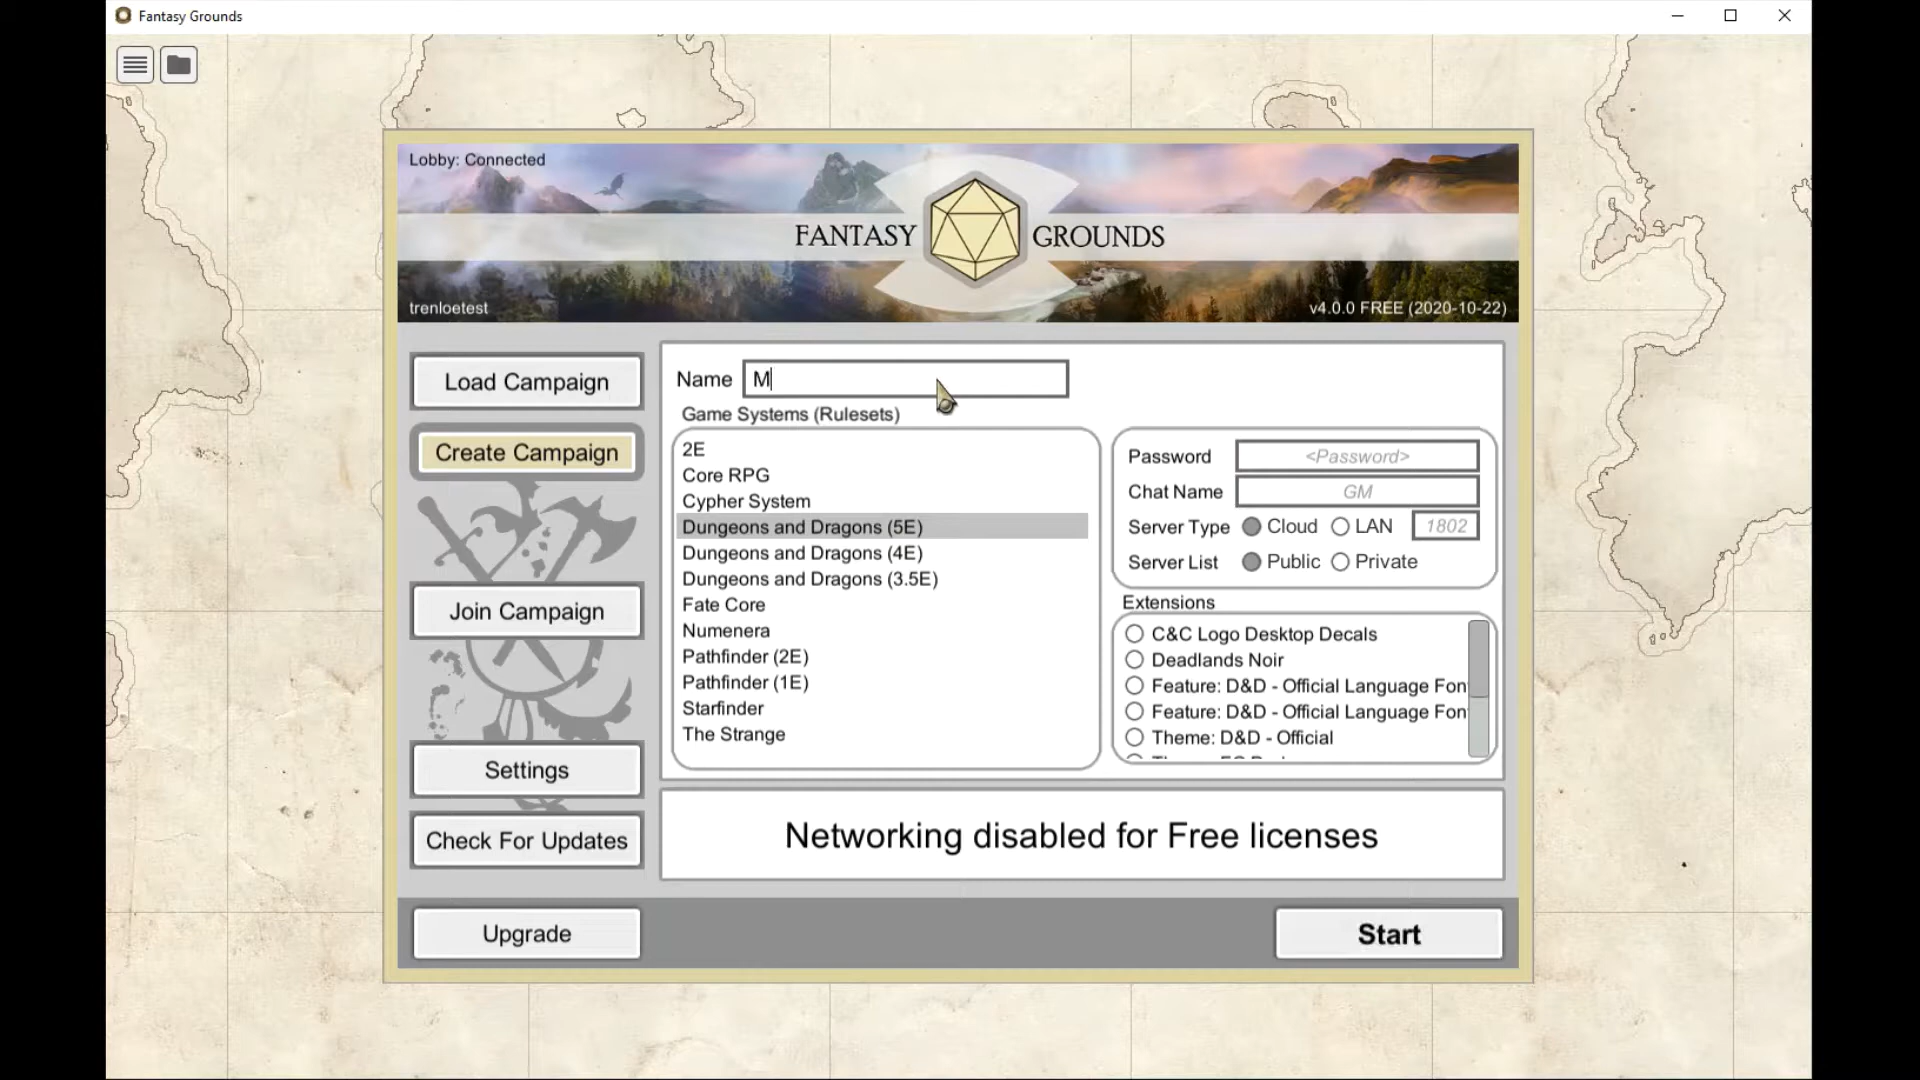 Fantasy Grounds
Lobby: Connected
FANTASY GROUNDS
trenloetest
v4.0.0 FREE (2020-10-22)
Load Campaign
Create Campaign
Join Campaign
Settings
Check For Updates
Upgrade
Name M
Game Systems (Rulesets)
2E
Core RPG
Cypher System
Dungeons and Dragons (5E)
Dungeons and Dragons (4E)
Dungeons and Dragons (3.5E)
Fate Core
Numenera
Pathfinder (2E)
Pathfinder (1E)
Starfinder
The Strange
Password <Password>
Chat Name GM
Server Type Cloud LAN 1802
Server List Public Private
Extensions
C&C Logo Desktop Decals
Deadlands Noir
Feature: D&D - Official Language Fon
Feature: D&D - Official Language Fon
Theme: D&D - Official
Networking disabled for Free licenses
Start